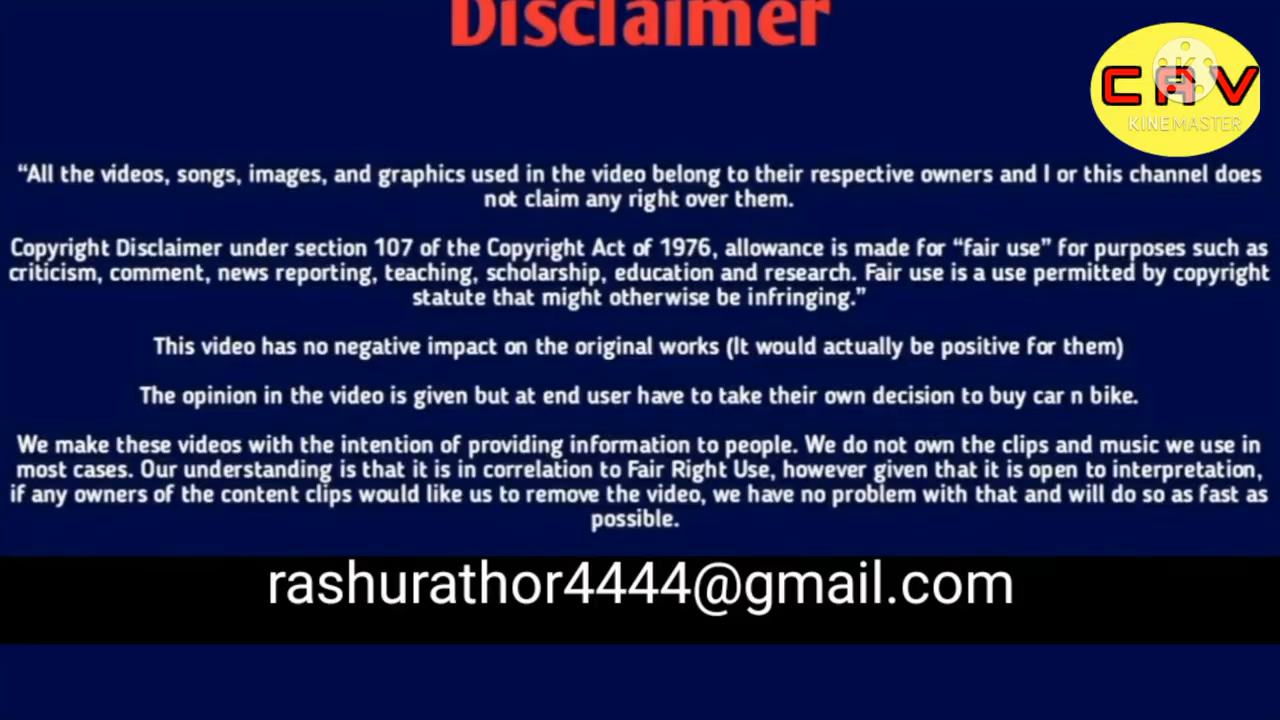 Disclaimer
CAV
KINEMASTER
“All the videos, songs, images, and graphics used in the video belong to their respective owners and I or this channel does
not claim any right over them.
Copyright Disclaimer under section 107 of the Copyright Act of 1976, allowance is made for “fair use” for purposes such as
criticism, comment, news reporting, teaching, scholarship, education and research. Fair use is a use permitted by copyright
statute that might otherwise be infringing.”
This video has no negative impact on the original works (It would actually be positive for them)
The opinion in the video is given but at end user have to take their own decision to buy car n bike.
We make these videos with the intention of providing information to people. We do not own the clips and music we use in
most cases. Our understanding is that it is in correlation to Fair Right Use, however given that it is open to interpretation,
if any owners of the content clips would like us to remove the video, we have no problem with that and will do so as fast as
possible.
rashurathor4444@gmail.com